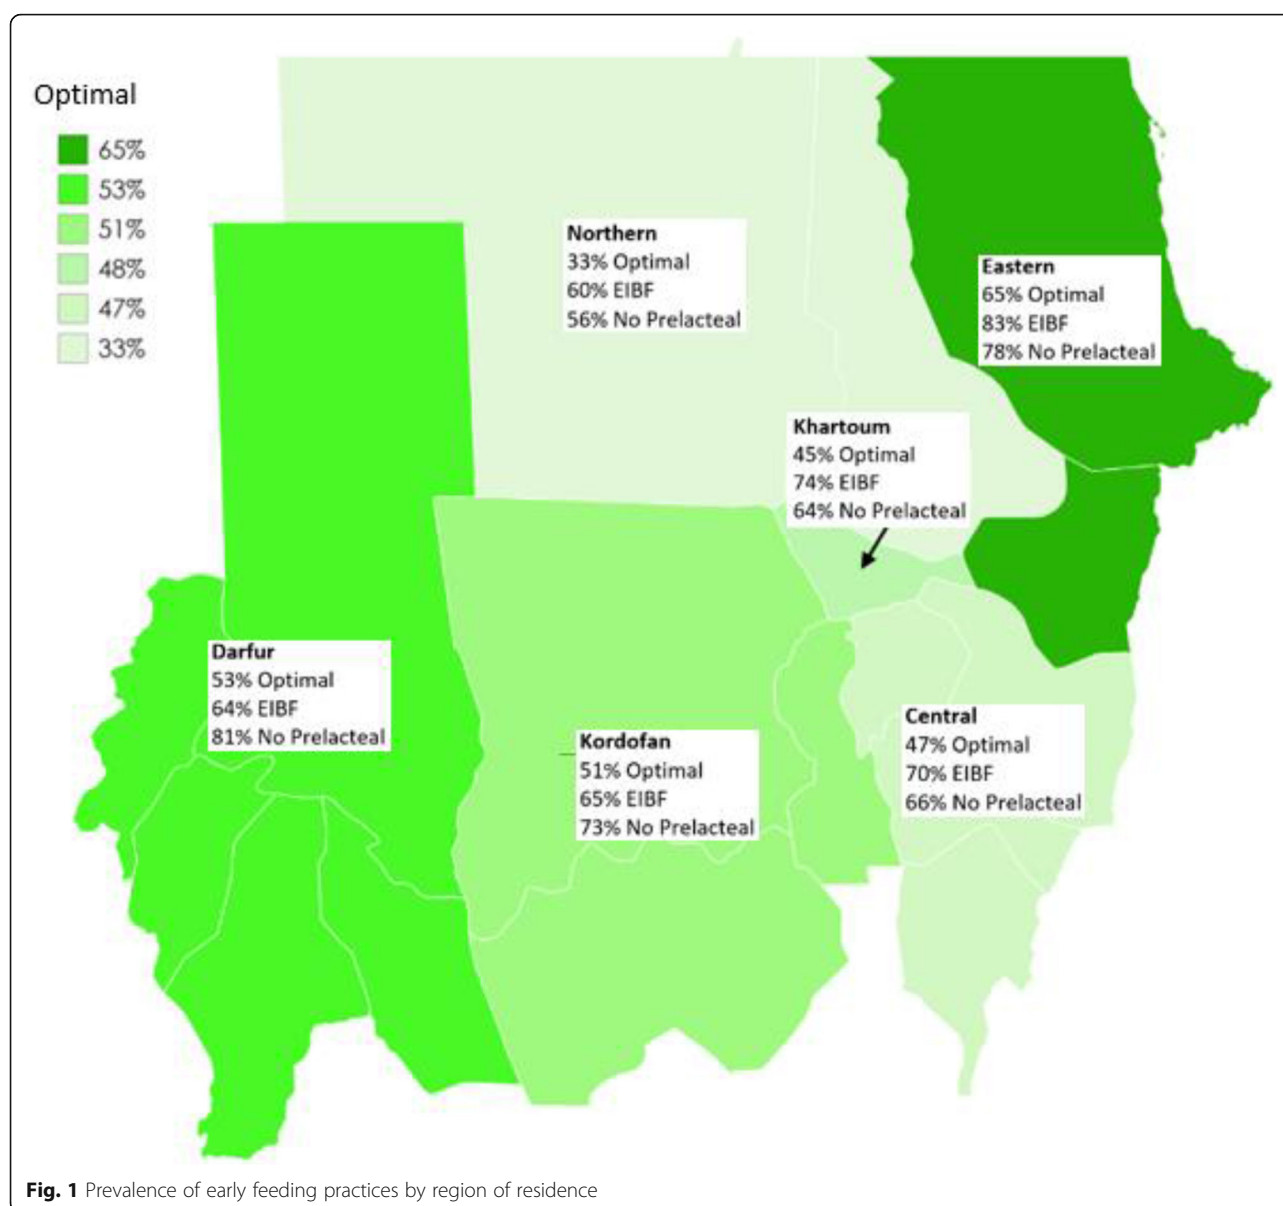 Optimal
65%
53%
51%
48%
47%
33%
Northern
33% Optimal
60% EIBF
56% No Prelacteal
Eastern
65% Optimal
83% EIBF
78% No Prelacteal
Khartoum
45% Optimal
74% EIBF
64% No Prelacteal
Darfur
53% Optimal
64% EIBF
81% No Prelacteal
Kordofan
51% Optimal
65% EIBF
73% No Prelacteal
Central
47% Optimal
70% EIBF
66% No Prelacteal
Fig. 1 Prevalence of early feeding practices by region of residence